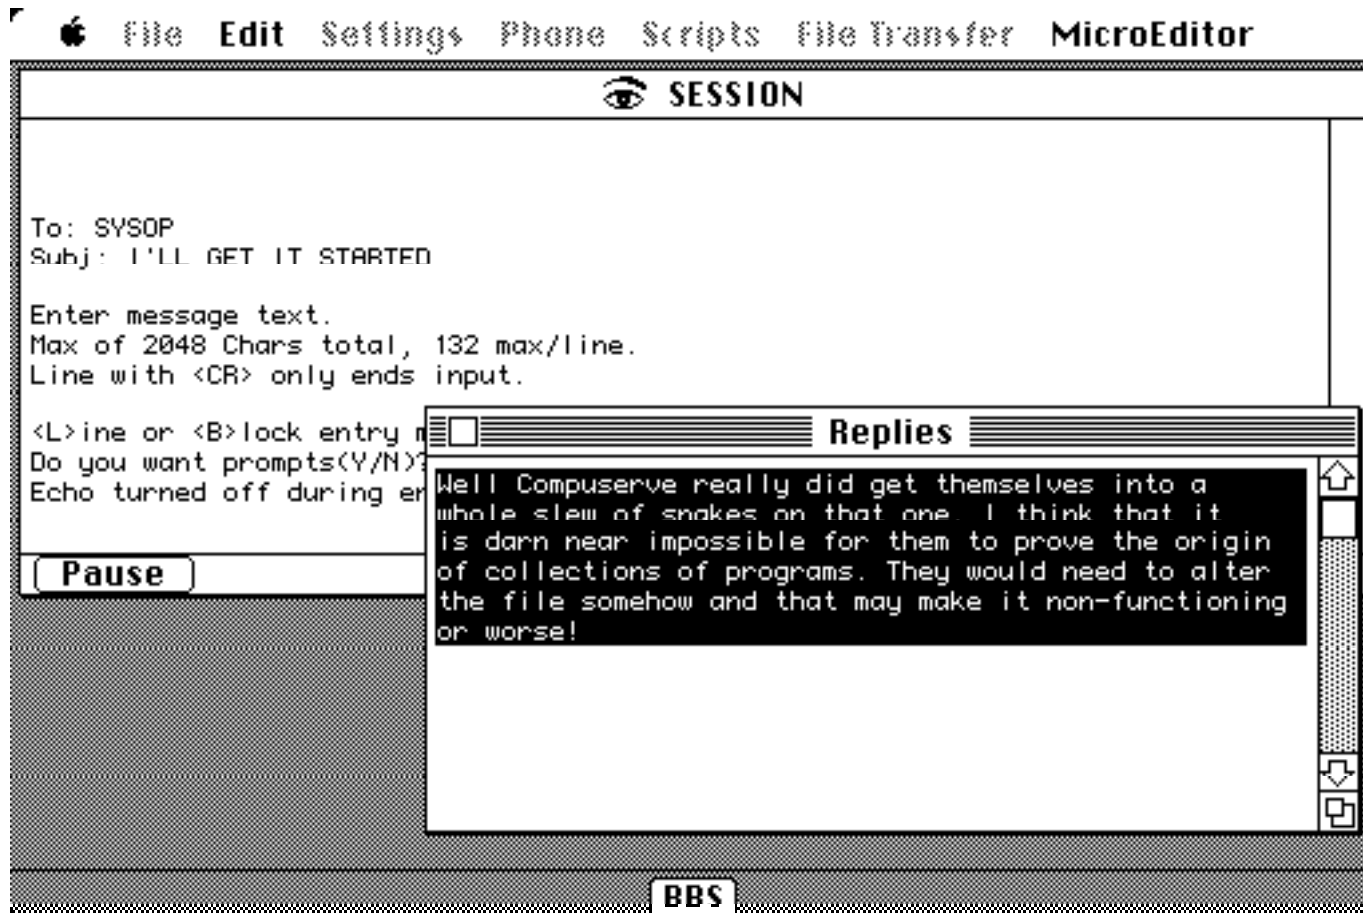 File Edit Settings Phone Scripts File Transfer MicroEditor
SESSION
To: SYSOP
Subj: I'LL GET IT STARTED
Enter message text.
Max of 2048 Chars total, 132 max/line.
Line with <CR> only ends input.
<L>ine or <B>lock entry
Do you want prompts(Y/N)?
Echo turned off during
Pause
Replies
Well Compuserve really did get themselves into a
whole slew of snakes on that one. I think that it
is darn near impossible for them to prove the origin
of collections of programs. They would need to alter
the file somehow and that may make it non-functioning
or worse!
BBS